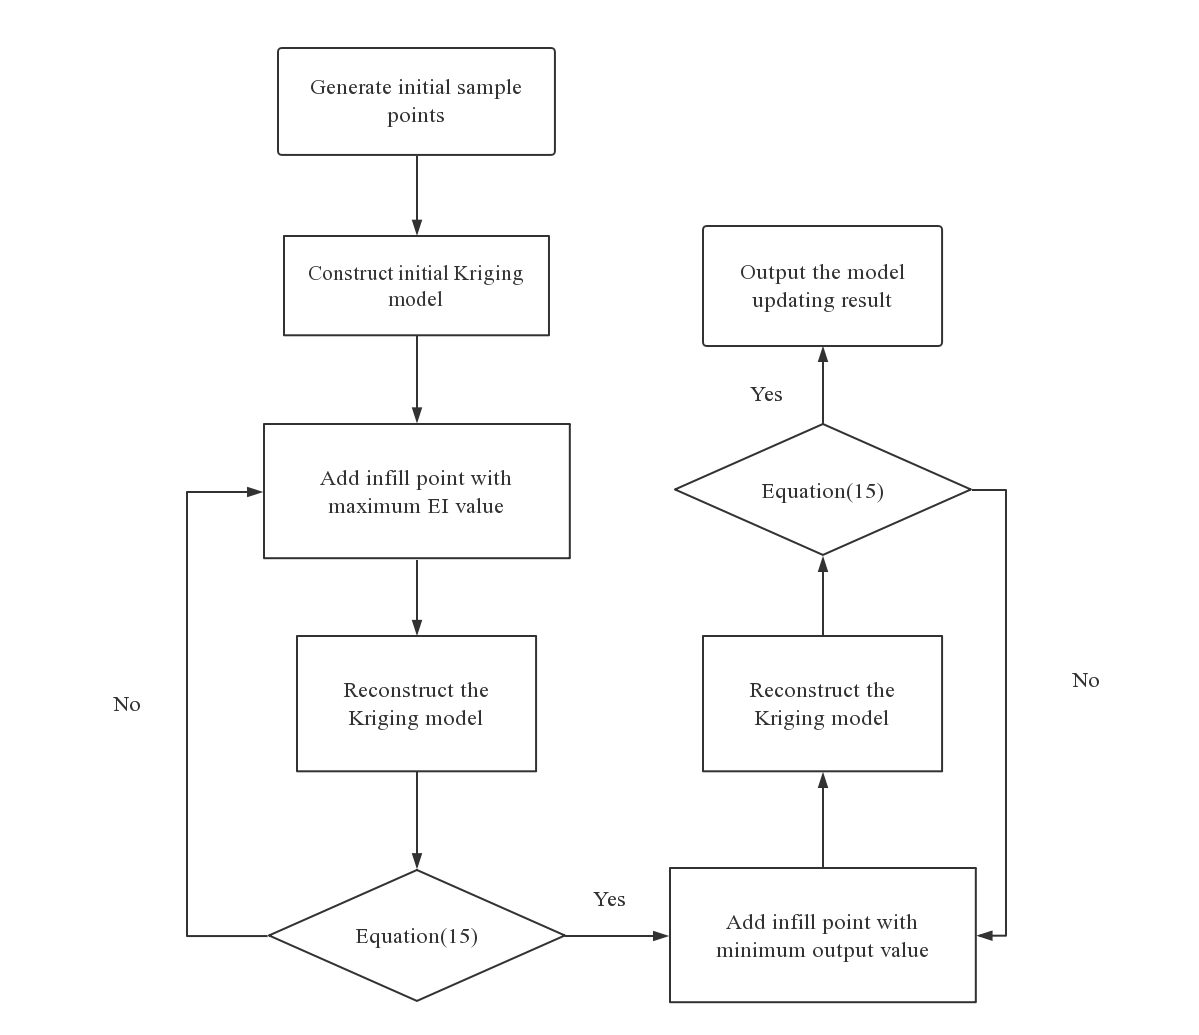 Generate initial sample
points
Construct initial Kriging
model
Add infill point with
maximum EI value
Reconstruct the
Kriging model
No
Equation(15)
Yes
Add infill point with
minimum output value
Reconstruct the
Kriging model
No
Equation(15)
Yes
Output the model
updating result